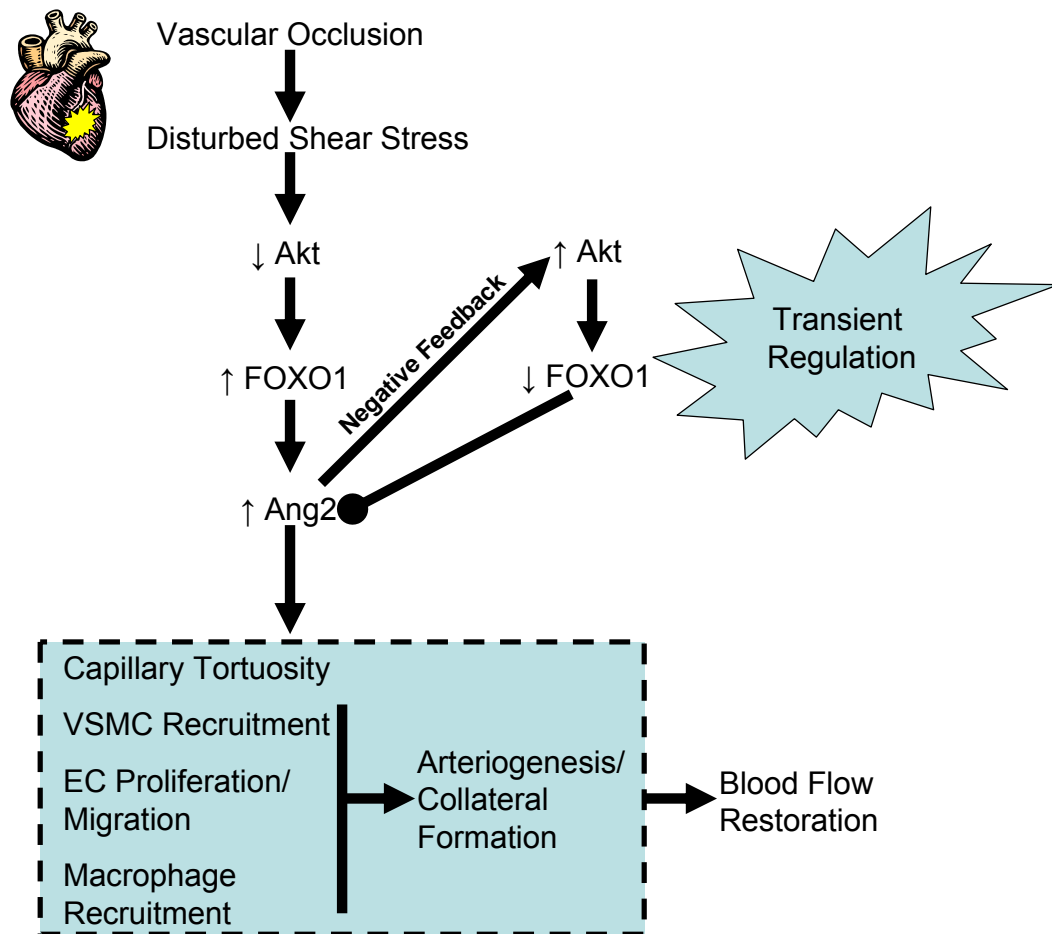 Vascular Occlusion
Disturbed Shear Stress
↓ Akt
↑ FOXO1
↑ Ang2
Negative Feedback
↑ Akt
↓ FOXO1
Transient
Regulation
Capillary Tortuosity
VSMC Recruitment
EC Proliferation/
Migration
Macrophage
Recruitment
Arteriogenesis/
Collateral
Formation
Blood Flow
Restoration